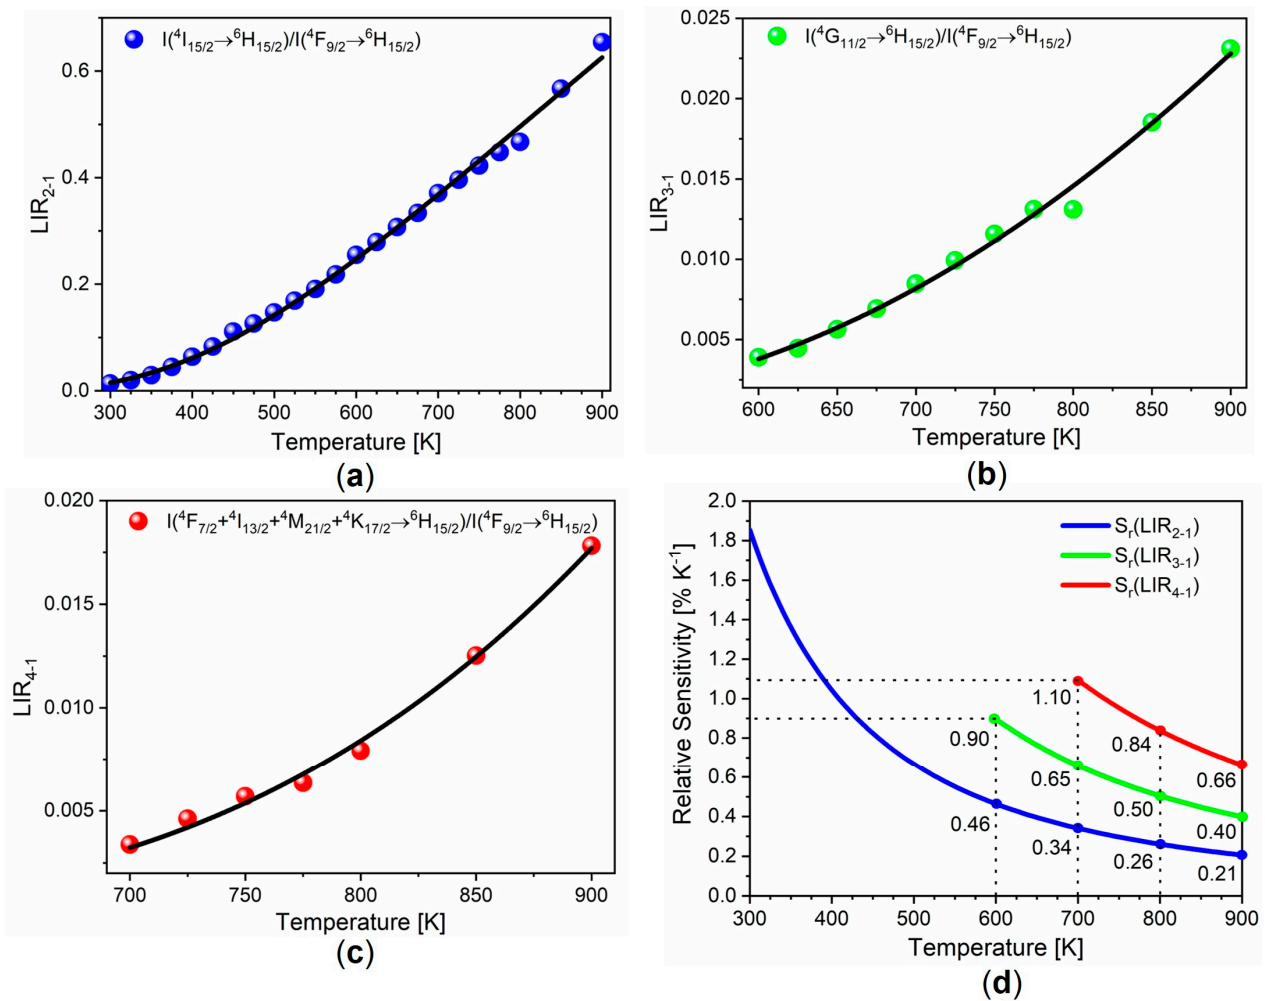 I(⁴I₁₅/₂→⁶H₁₅/₂)/I(⁴F₉/₂→⁶H₁₅/₂)
0.6
0.4
0.2
0.0
LIR₂₋₁
300 400 500 600 700 800 900
Temperature [K]
(a)
I(⁴G₁₁/₂→⁶H₁₅/₂)/I(⁴F₉/₂→⁶H₁₅/₂)
0.025
0.020
0.015
0.010
0.005
LIR₃₋₁
600 650 700 750 800 850 900
Temperature [K]
(b)
I(⁴F₇/₂+⁴I₁₃/₂+⁴M₂₁/₂+⁴K₁₇/₂→⁶H₁₅/₂)/I(⁴F₉/₂→⁶H₁₅/₂)
0.020
0.015
0.010
0.005
LIR₄₋₁
700 750 800 850 900
Temperature [K]
(c)
Sᵣ(LIR₂₋₁)
Sᵣ(LIR₃₋₁)
Sᵣ(LIR₄₋₁)
2.0
1.8
1.6
1.4
1.2
1.0
0.8
0.6
0.4
0.2
0.0
Relative Sensitivity [% K⁻¹]
1.10
0.90
0.84
0.65
0.66
0.50
0.46
0.40
0.34
0.26
0.21
300 400 500 600 700 800 900
Temperature [K]
(d)